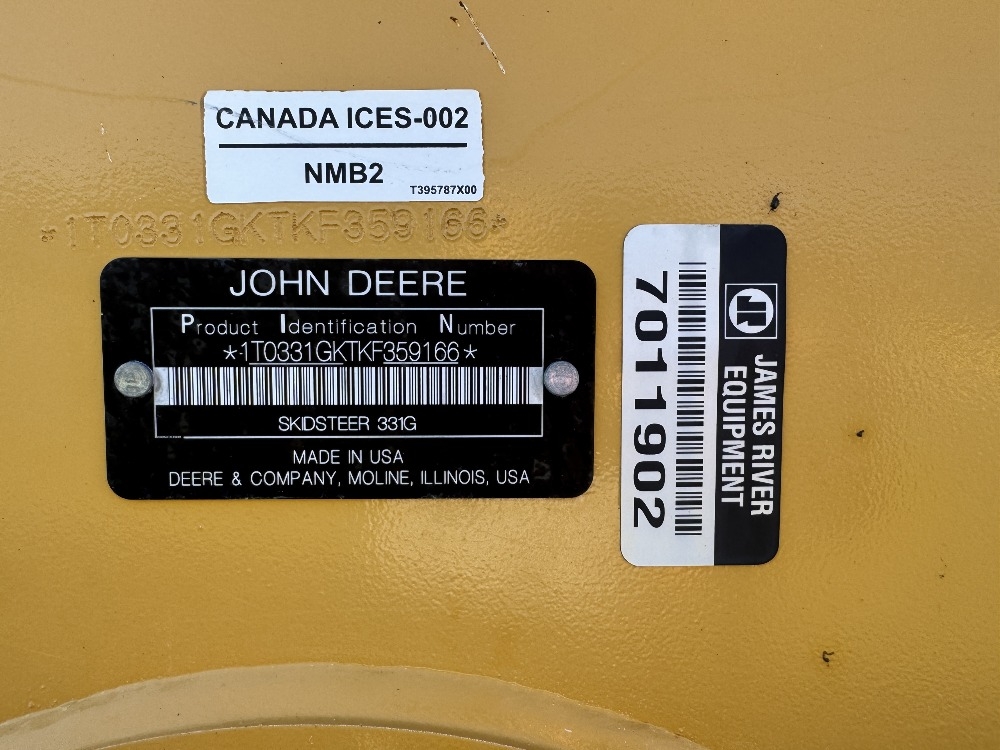 CANADA ICES-002
NMB2
T395787X00
*1T0331GKTKF359166*
JOHN DEERE
Product Identification Number
*1T0331GKTKF359166*
SKIDSTEER 331G
MADE IN USA
DEERE & COMPANY, MOLINE, ILLINOIS, USA
7011902
JAMES RIVER
EQUIPMENT